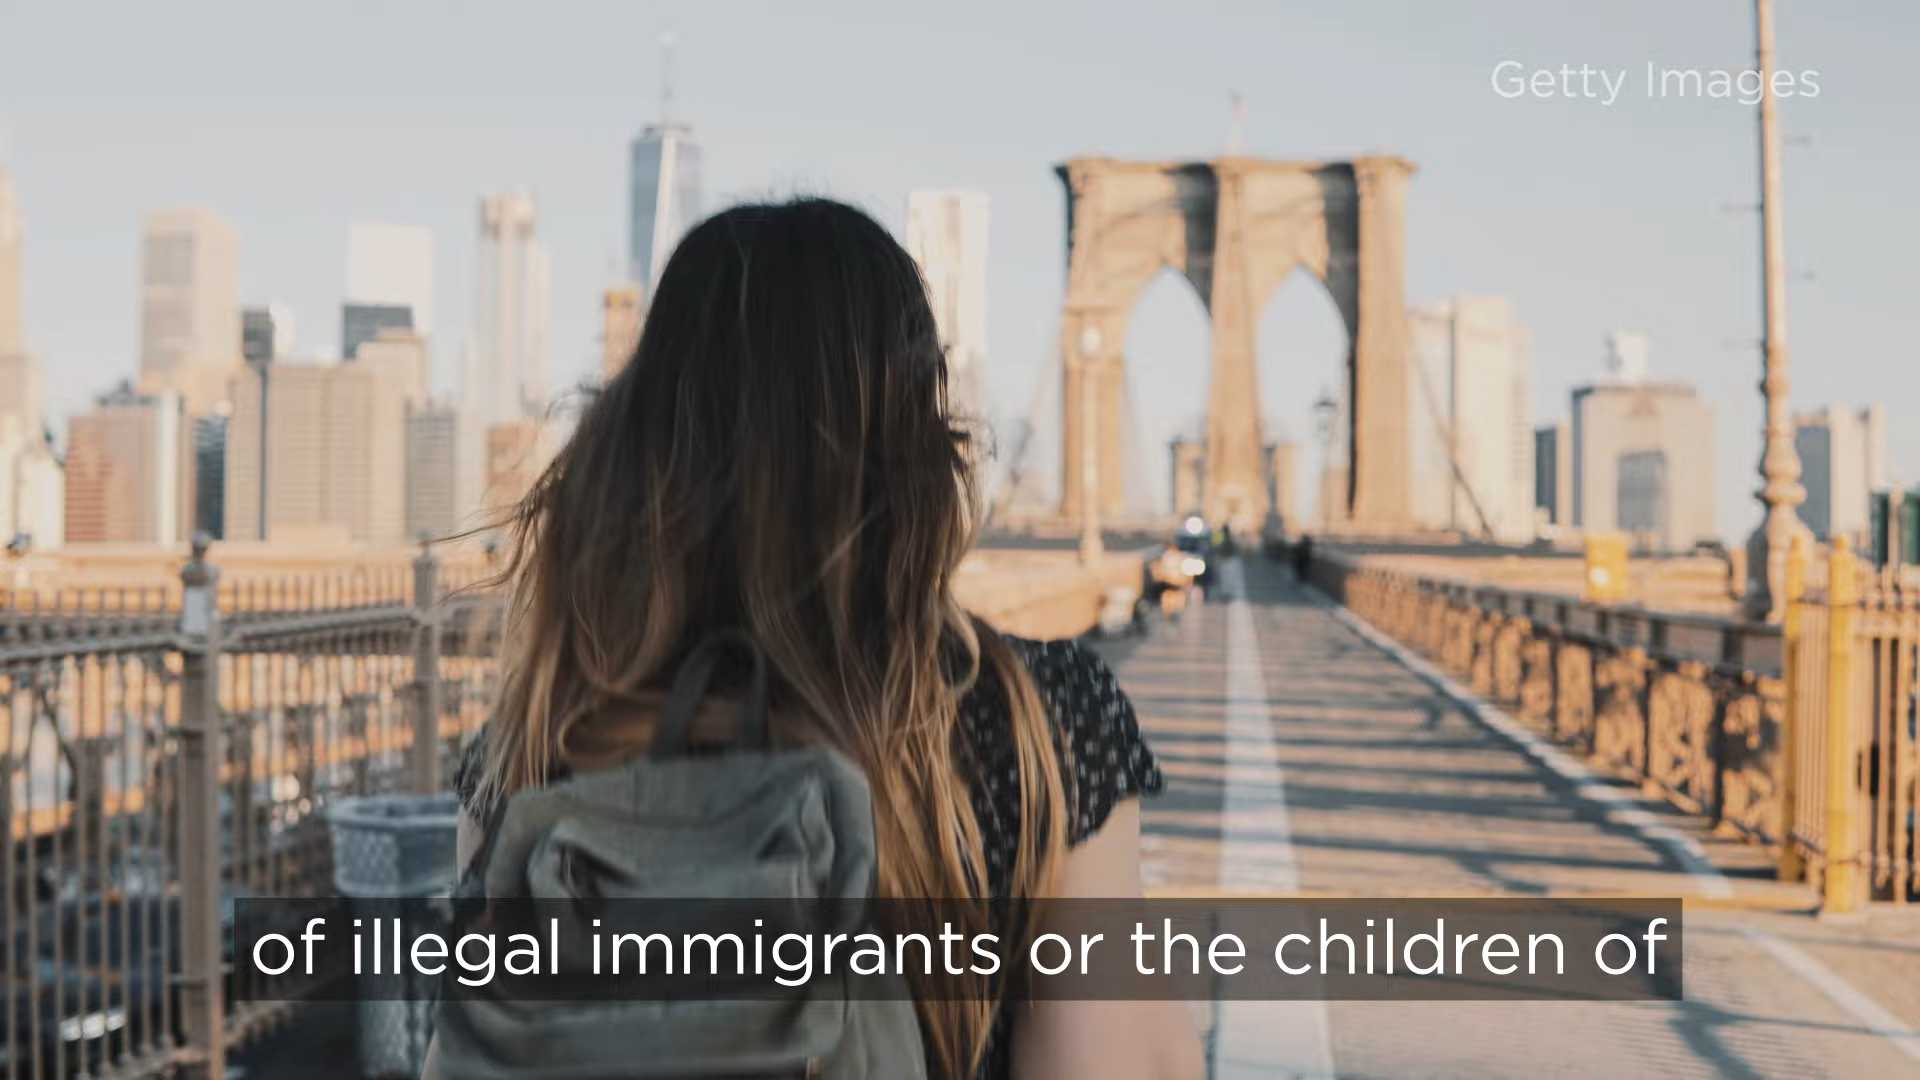 Getty Images
of illegal immigrants or the children of